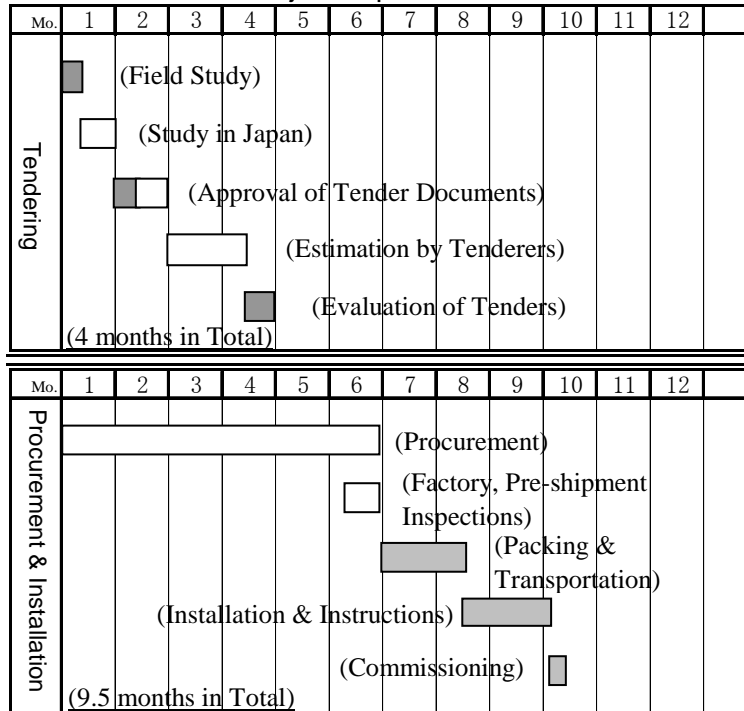 Mo. 1 2 3 4 5 6 7 8 9 10 11 12
Tendering
(Field Study)
(Study in Japan)
(Approval of Tender Documents)
(Estimation by Tenderers)
(Evaluation of Tenders)
(4 months in Total)
Mo. 1 2 3 4 5 6 7 8 9 10 11 12
Procurement & Installation
(Procurement)
(Factory, Pre-shipment
Inspections)
(Packing &
Transportation)
(Installation & Instructions)
(Commissioning)
(9.5 months in Total)